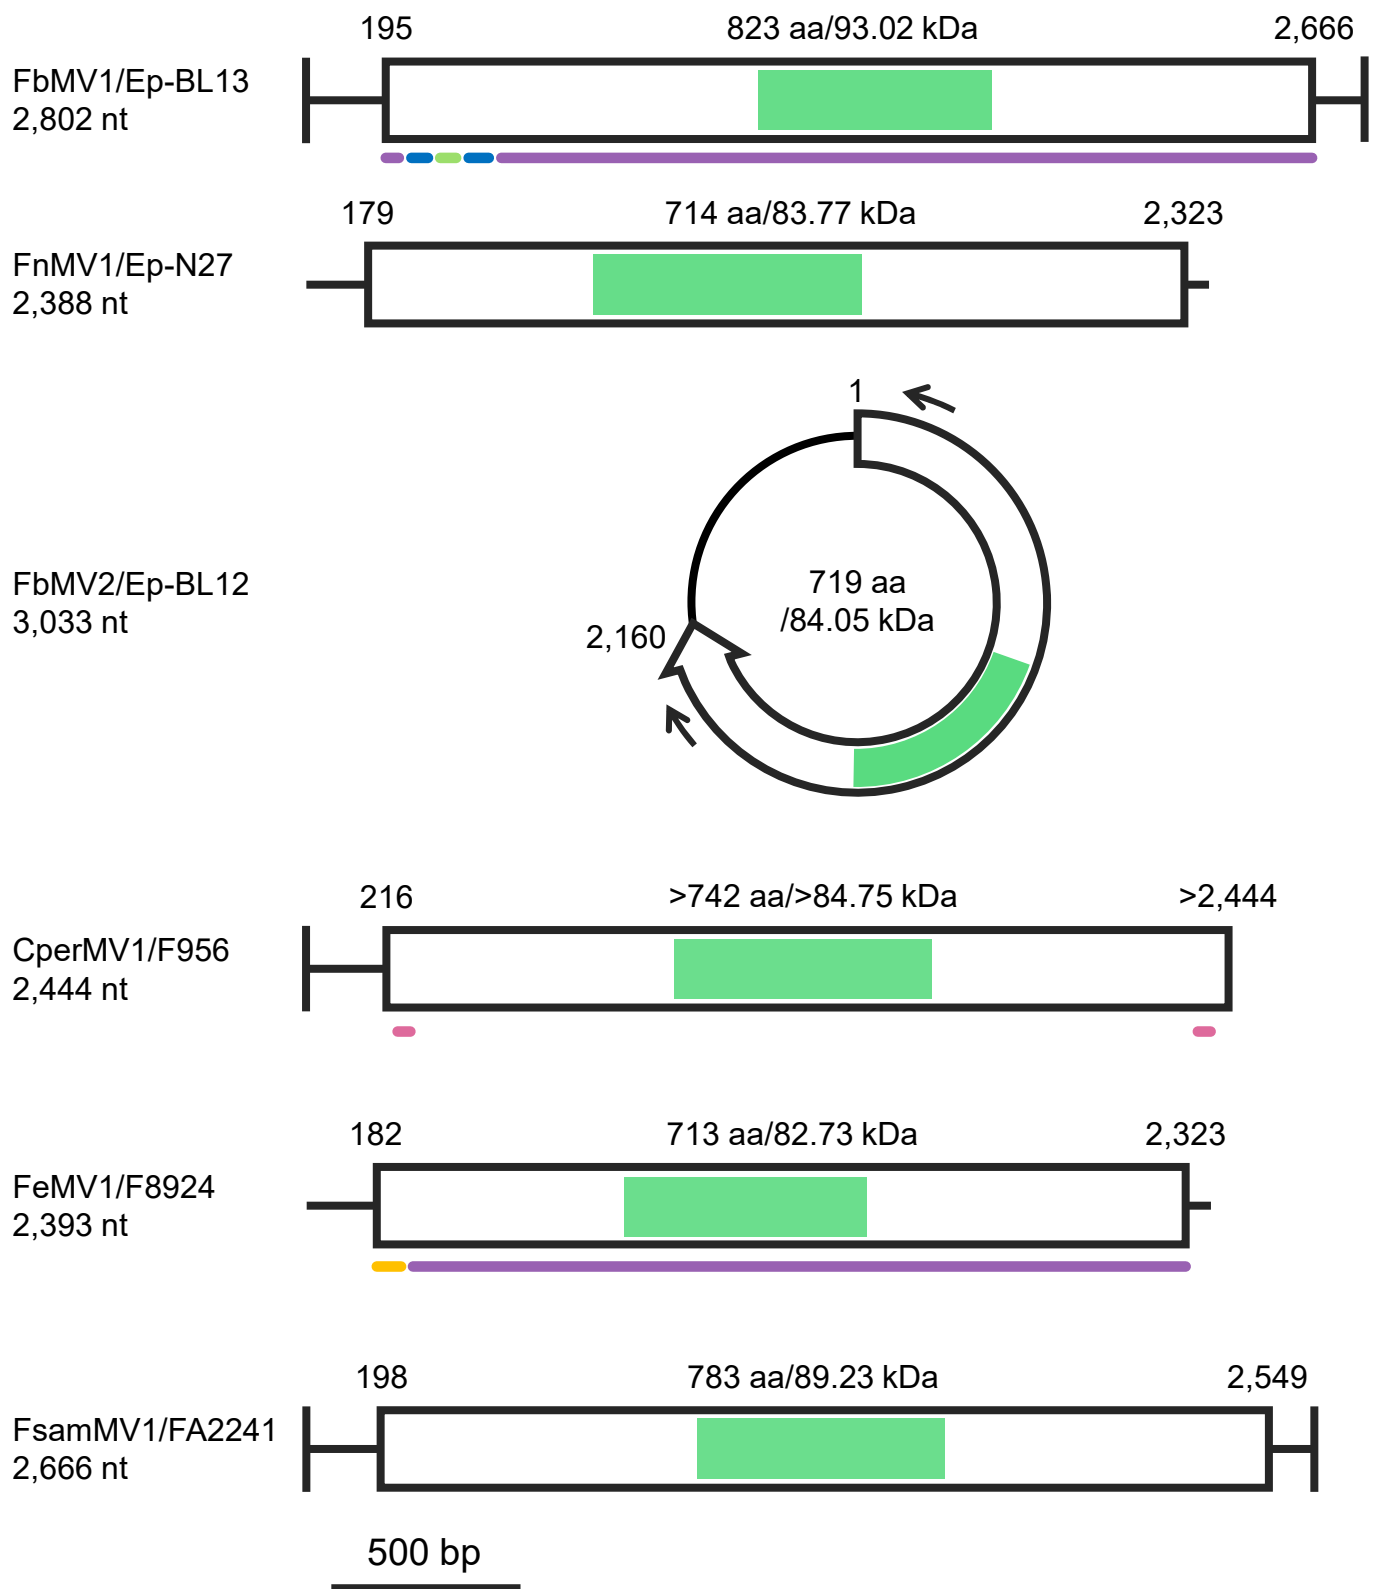 195 823 aa/93.02 kDa 2,666
FbMV1/Ep-BL13
2,802 nt
179 714 aa/83.77 kDa 2,323
FnMV1/Ep-N27
2,388 nt
1
FbMV2/Ep-BL12
3,033 nt
719 aa
/84.05 kDa
2,160
216 >742 aa/>84.75 kDa >2,444
CperMV1/F956
2,444 nt
182 713 aa/82.73 kDa 2,323
FeMV1/F8924
2,393 nt
198 783 aa/89.23 kDa 2,549
FsamMV1/FA2241
2,666 nt
500 bp